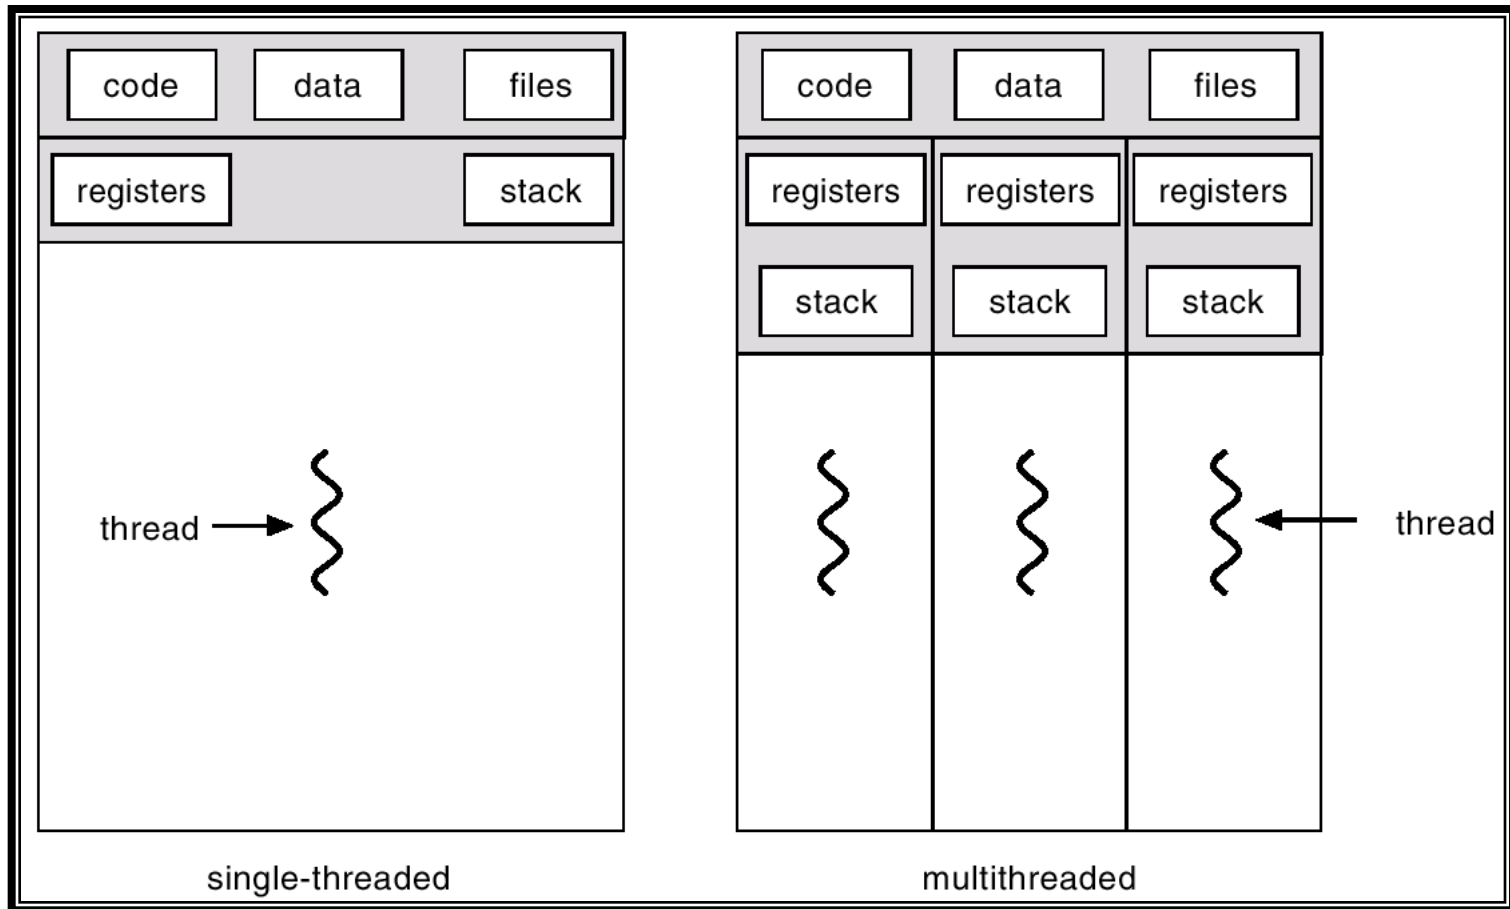 code data files
registers stack
thread
single-threaded
code data files
registers registers registers
stack stack stack
thread
multithreaded